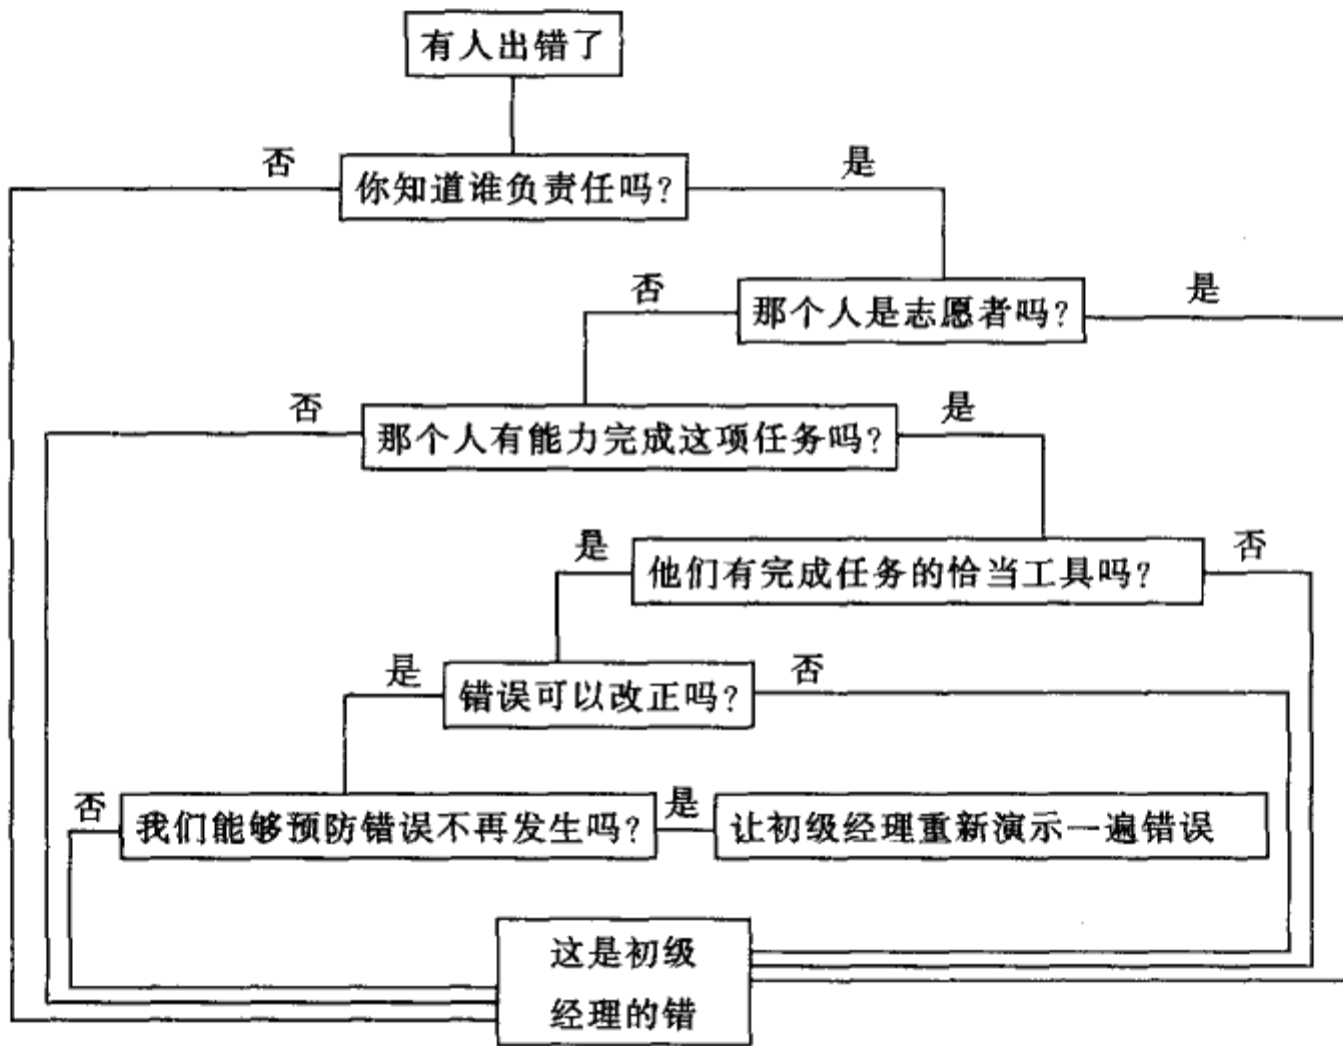 有人出错了
否
是
你知道谁负责任吗?
否
是
那个人是志愿者吗?
否
是
那个人有能力完成这项任务吗?
是
否
他们有完成任务的恰当工具吗?
是
否
错误可以改正吗?
否
是
我们能够预防错误不再发生吗?
让初级经理重新演示一遍错误
这是初级
经理的错